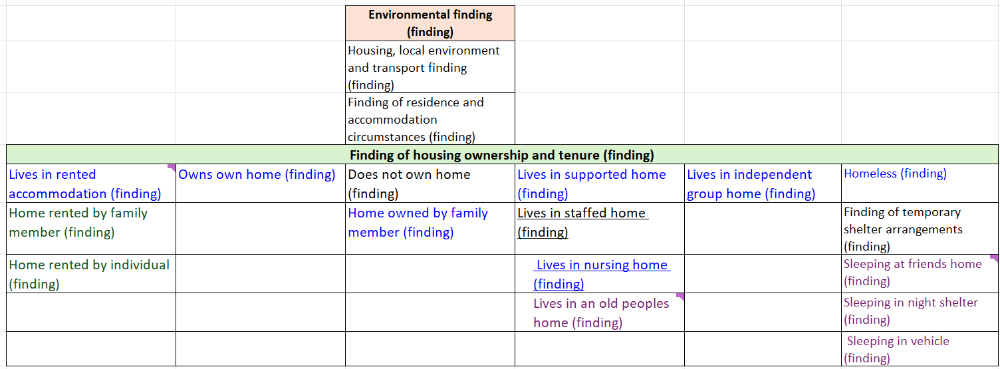 Environmental finding
(finding)
Housing, local environment
and transport finding
(finding)
Finding of residence and
accommodation
circumstances (finding)
Finding of housing ownership and tenure (finding)
Lives in rented
accommodation (finding)
Owns own home (finding)
Does not own home
(finding)
Lives in supported home
(finding)
Lives in independent
group home (finding)
Homeless (finding)
Home rented by family
member (finding)
Home owned by family
member (finding)
Lives in staffed home
(finding)
Finding of temporary
shelter arrangements
(finding)
Home rented by individual
(finding)
Lives in nursing home
(finding)
Sleeping at friends home
(finding)
Lives in an old peoples
home (finding)
Sleeping in night shelter
(finding)
Sleeping in vehicle
(finding)